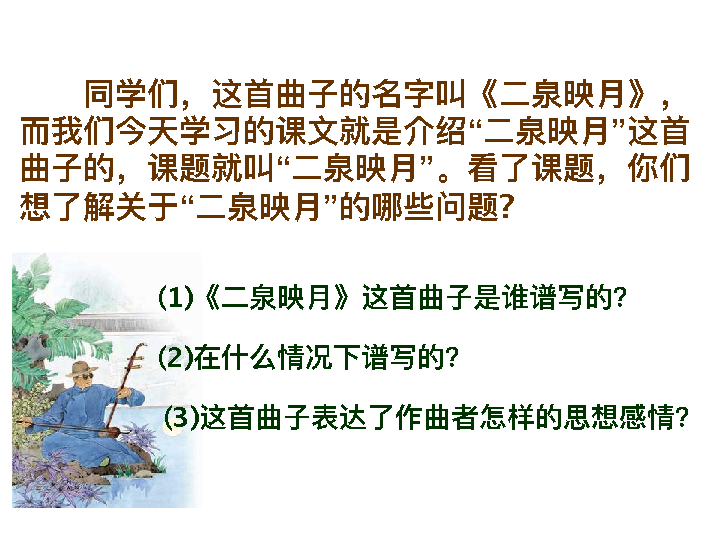 同学们，这首曲子的名字叫《二泉映月》，
而我们今天学习的课文就是介绍“二泉映月”这首
曲子的，课题就叫“二泉映月”。看了课题，你们
想了解关于“二泉映月”的哪些问题?
(1)《二泉映月》这首曲子是谁谱写的?
(2)在什么情况下谱写的?
(3)这首曲子表达了作曲者怎样的思想感情?